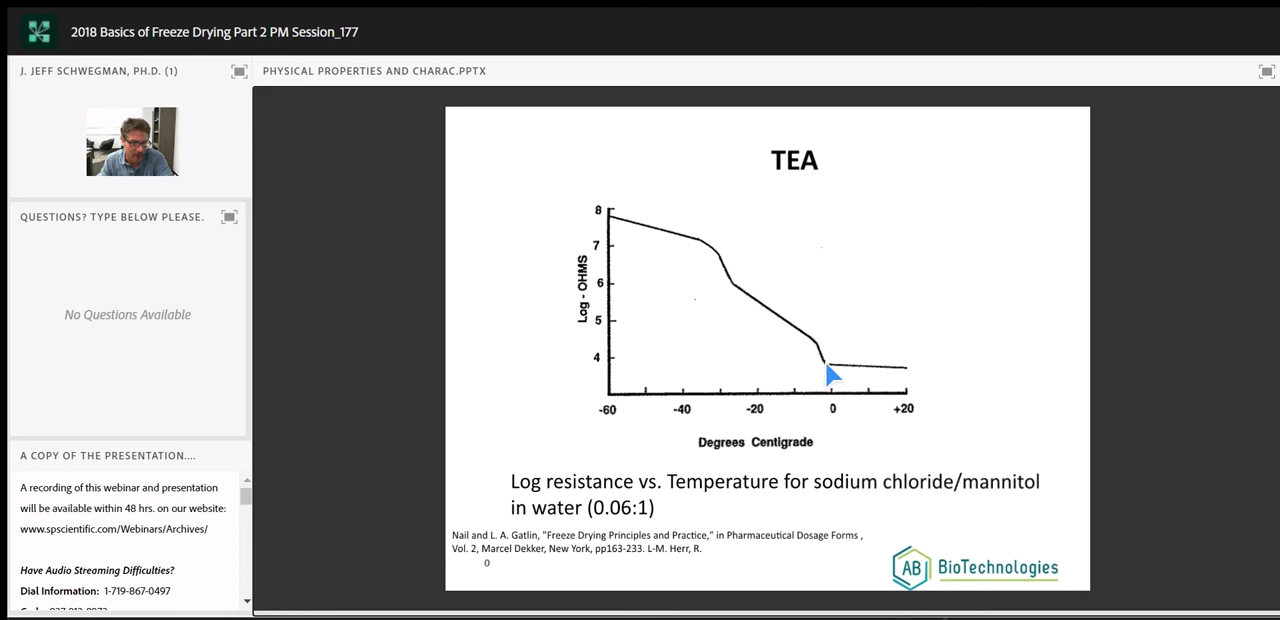 2018 Basics of Freeze Drying Part 2 PM Session_177
J. JEFF SCHWEGMAN, PH.D. (1)
PHYSICAL PROPERTIES AND CHARAC.PPTX
QUESTIONS? TYPE BELOW PLEASE.
No Questions Available
A COPY OF THE PRESENTATION....
A recording of this webinar and presentation
will be available within 48 hrs. on our website:
www.spscientific.com/Webinars/Archives/
Have Audio Streaming Difficulties?
Dial Information: 1-719-867-0497
TEA
Log - OHMS
8
7
6
5
4
-60 -40 -20 0 +20
Degrees Centigrade
Log resistance vs. Temperature for sodium chloride/mannitol
in water (0.06:1)
Nail and L. A. Gatlin, "Freeze Drying Principles and Practice," in Pharmaceutical Dosage Forms ,
Vol. 2, Marcel Dekker, New York, pp163-233. L-M. Herr, R.
0
AB BioTechnologies